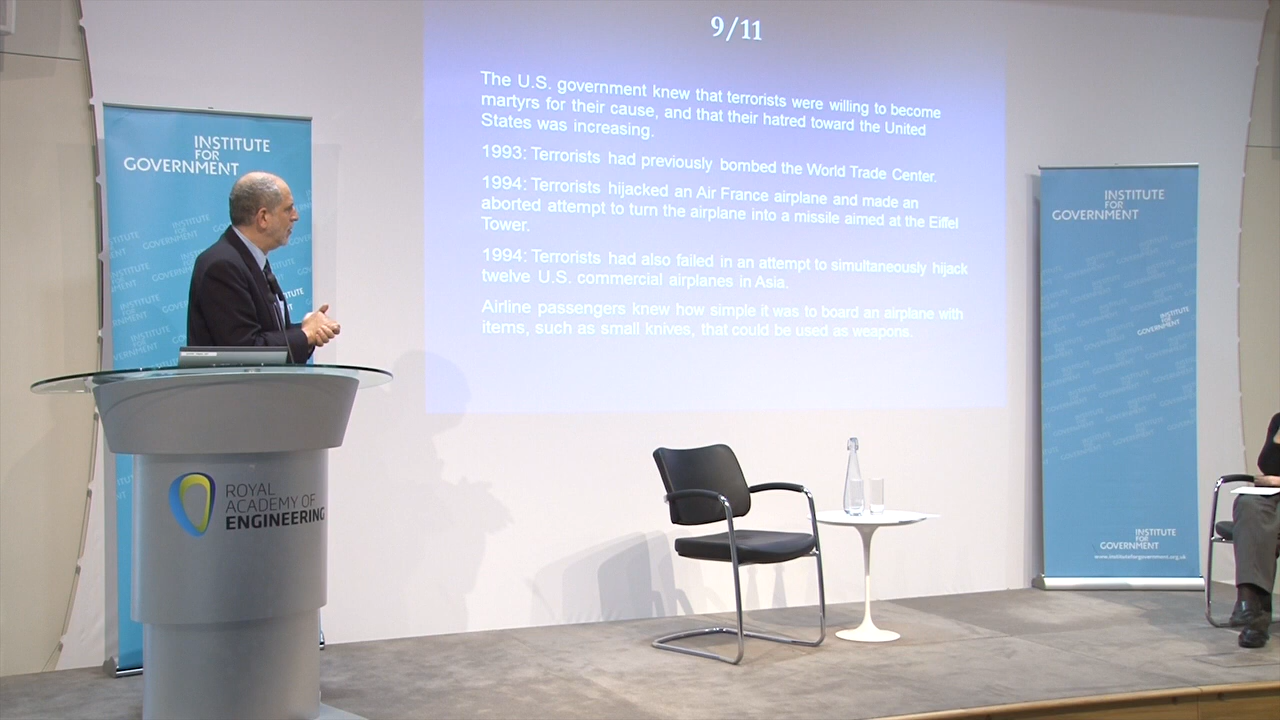 9/11
The U.S. government knew that terrorists were willing to become
martyrs for their cause, and that their hatred toward the United
States was increasing.
1993: Terrorists had previously bombed the World Trade Center.
1994: Terrorists hijacked an Air France airplane and made an
aborted attempt to turn the airplane into a missile aimed at the Eiffel
Tower.
1994: Terrorists had also failed in an attempt to simultaneously hijack
twelve U.S. commercial airplanes in Asia.
Airline passengers knew how simple it was to board an airplane with
items, such as small knives, that could be used as weapons.
INSTITUTE
FOR
GOVERNMENT
ROYAL
ACADEMY OF
ENGINEERING
INSTITUTE
FOR
GOVERNMENT
INSTITUTE
FOR
GOVERNMENT
www.instituteforgovernment.org.uk